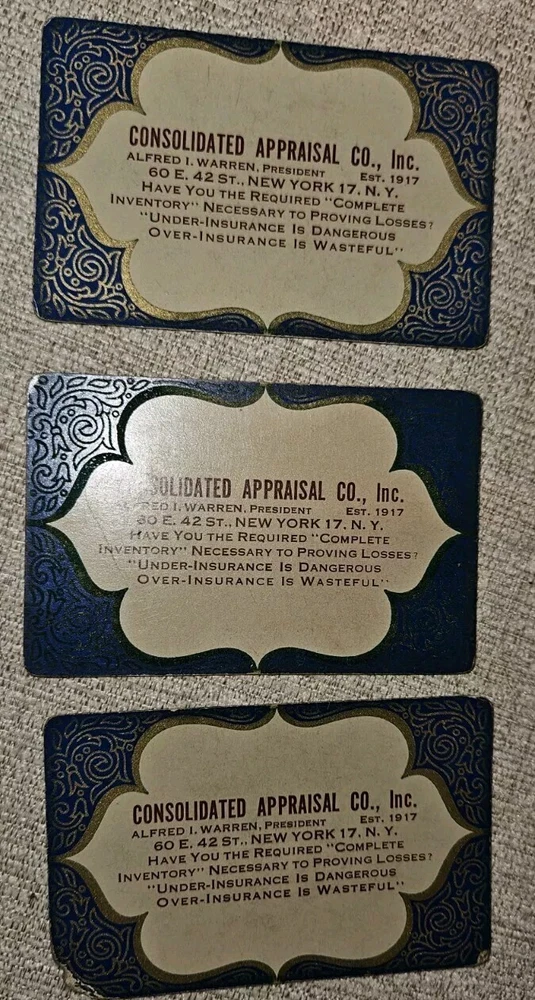 CONSOLIDATED APPRAISAL CO., Inc.
ALFRED I. WARREN, PRESIDENT EST. 1917
60 E. 42 ST., NEW YORK 17, N. Y.
HAVE YOU THE REQUIRED "COMPLETE
INVENTORY" NECESSARY TO PROVING LOSSES?
"UNDER-INSURANCE IS DANGEROUS
OVER-INSURANCE IS WASTEFUL"
SOLIDATED APPRAISAL CO., Inc.
RED I. WARREN, PRESIDENT EST. 1917
60 E. 42 ST., NEW YORK 17, N. Y.
HAVE YOU THE REQUIRED "COMPLETE
INVENTORY" NECESSARY TO PROVING LOSSES?
"UNDER-INSURANCE IS DANGEROUS
OVER-INSURANCE IS WASTEFUL"
CONSOLIDATED APPRAISAL CO., Inc.
ALFRED I. WARREN, PRESIDENT EST. 1917
60 E. 42 ST., NEW YORK 17, N. Y.
HAVE YOU THE REQUIRED "COMPLETE
INVENTORY" NECESSARY TO PROVING LOSSES?
"UNDER-INSURANCE IS DANGEROUS
OVER-INSURANCE IS WASTEFUL"